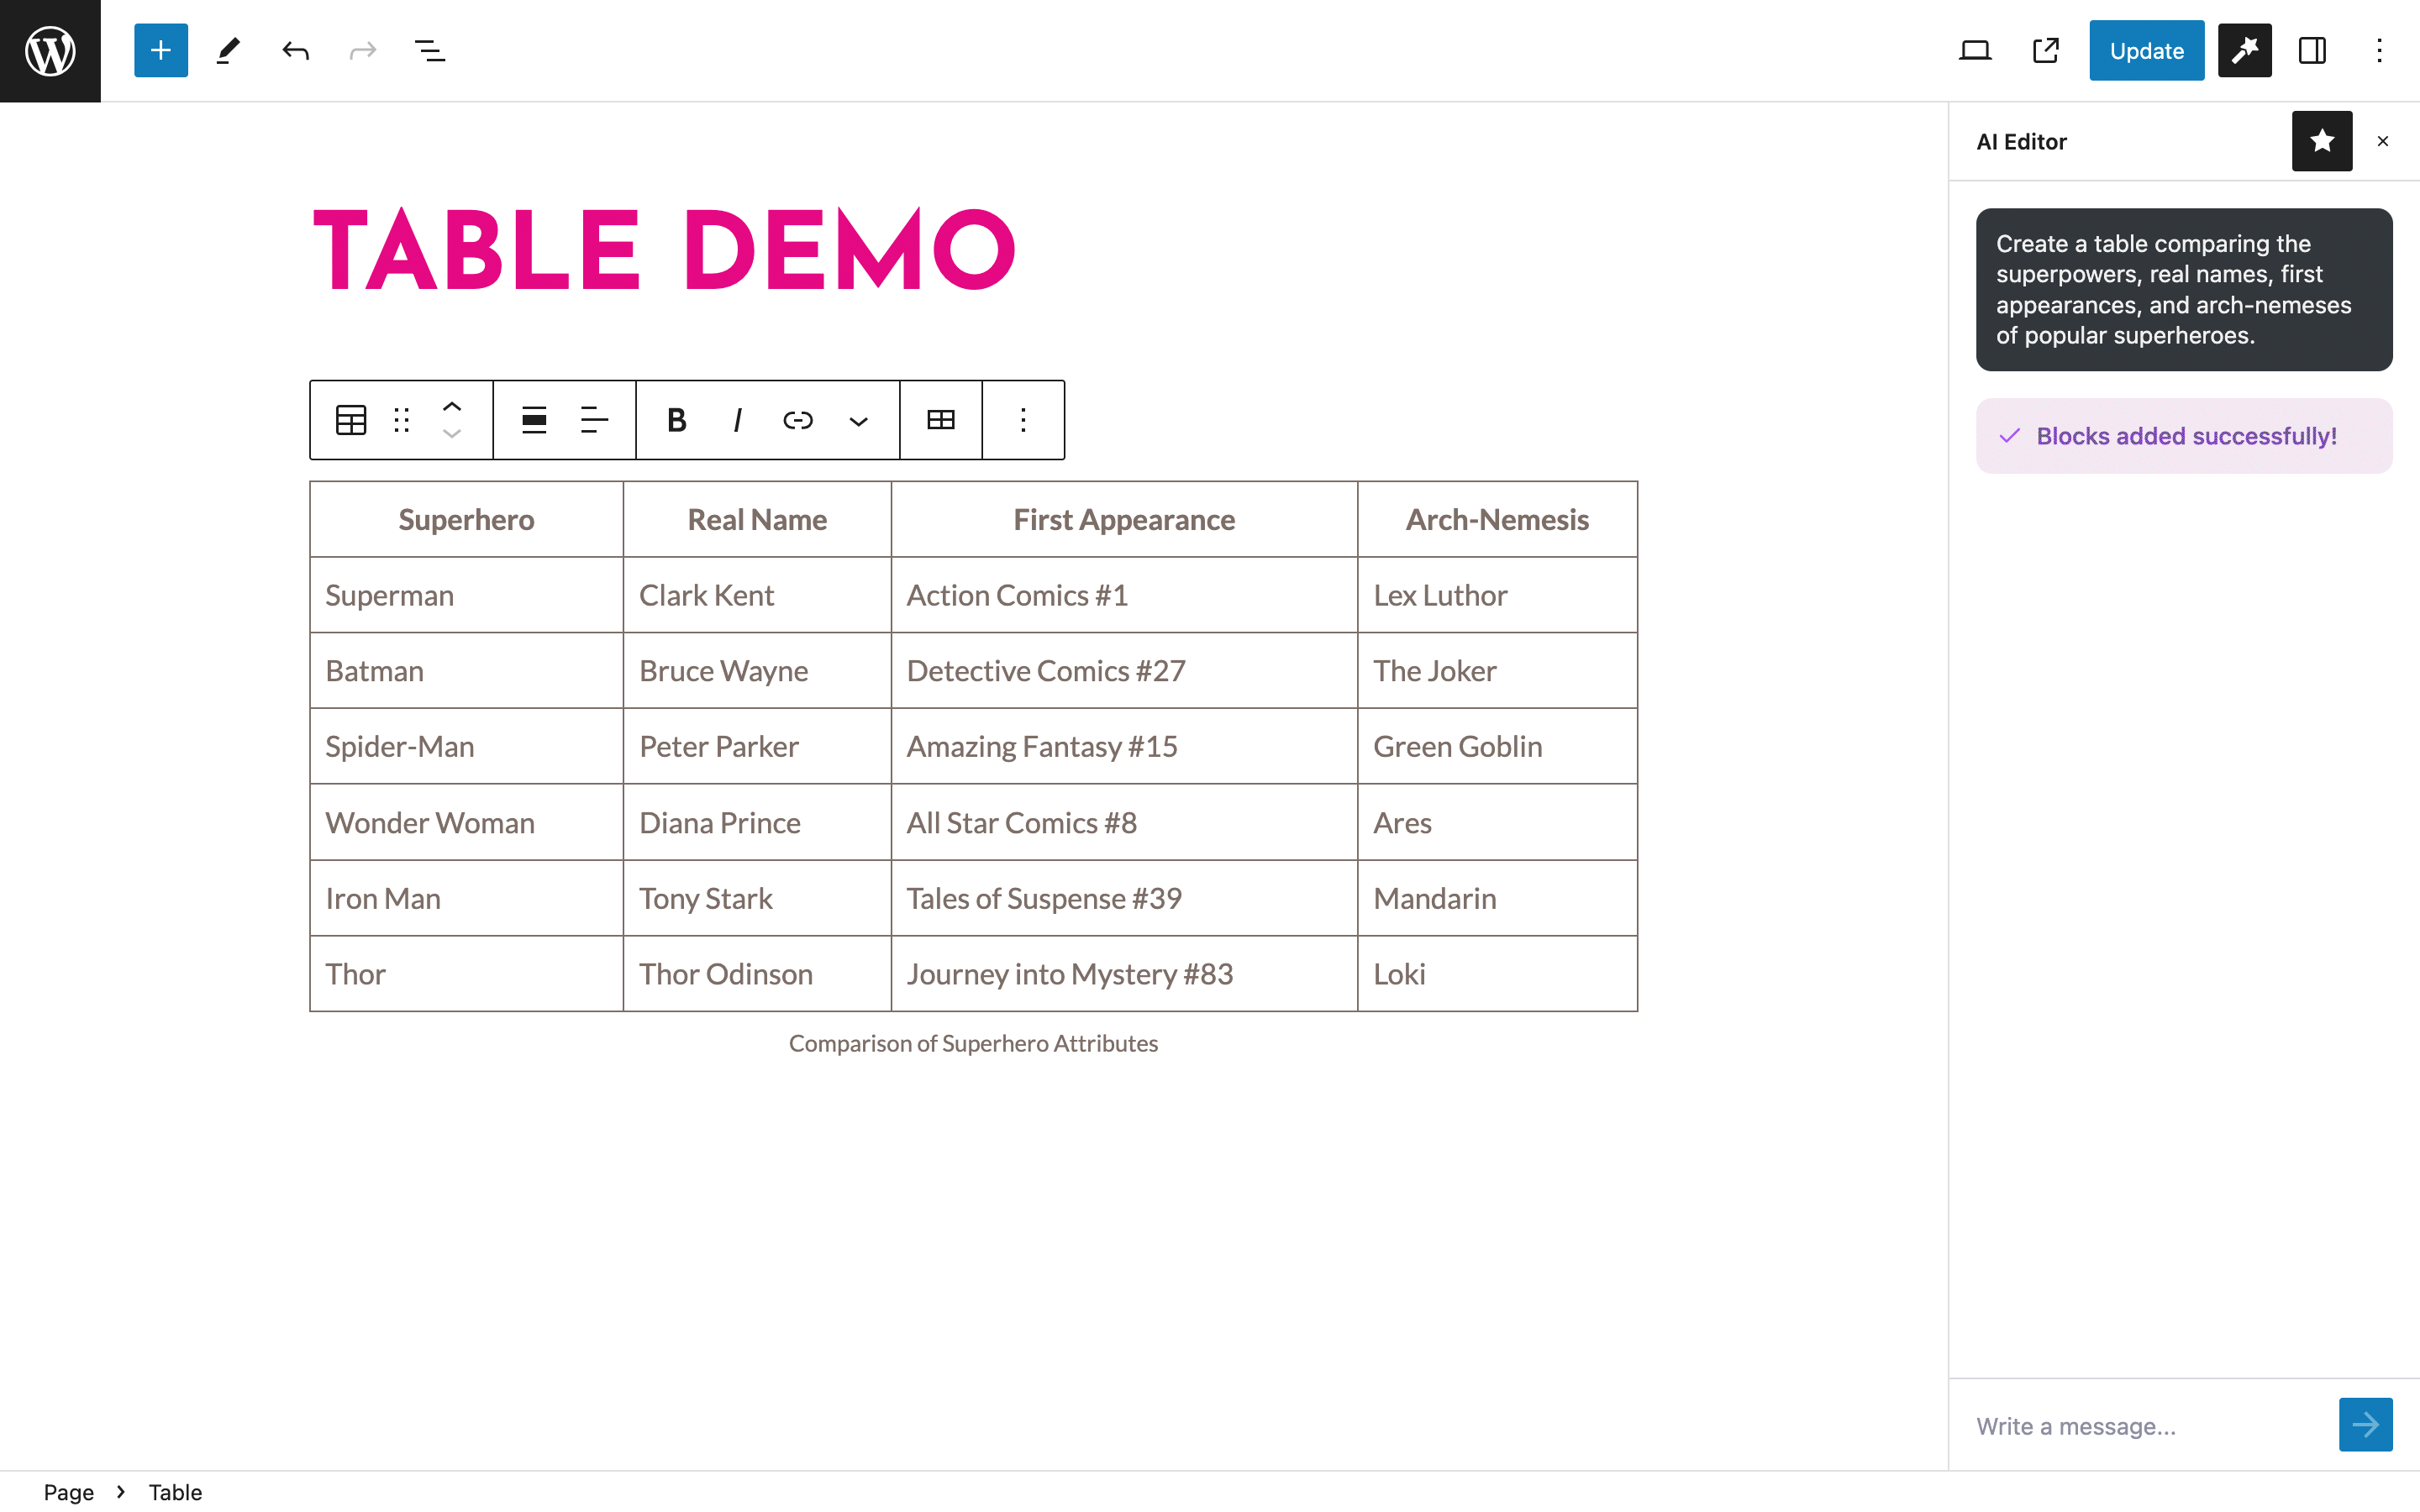 Update
AI Editor
TABLE DEMO
Create a table comparing the
superpowers, real names, first
appearances, and arch-nemeses
of popular superheroes.
Blocks added successfully!
B I
Superhero Real Name First Appearance Arch-Nemesis
Superman Clark Kent Action Comics #1 Lex Luthor
Batman Bruce Wayne Detective Comics #27 The Joker
Spider-Man Peter Parker Amazing Fantasy #15 Green Goblin
Wonder Woman Diana Prince All Star Comics #8 Ares
Iron Man Tony Stark Tales of Suspense #39 Mandarin
Thor Thor Odinson Journey into Mystery #83 Loki
Comparison of Superhero Attributes
Write a message...
Page > Table